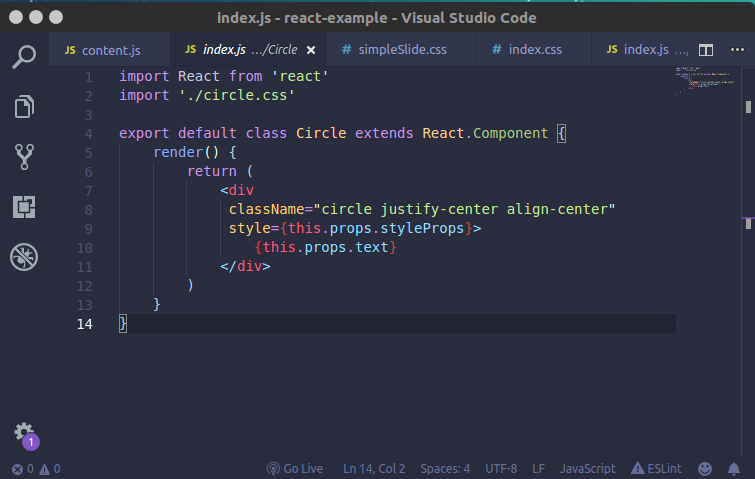 index.js - react-example - Visual Studio Code
JS content.js JS index.js .../Circle × # simpleSlide.css # index.css JS index.js ...,
1 import React from 'react'
2 import './circle.css'
3
4 export default class Circle extends React.Component {
5 render() {
6 return (
7 <div
8 className="circle justify-center align-center"
9 style={this.props.styleProps}>
10 {this.props.text}
11 </div>
12 )
13 }
14 }
1
0 0 Go Live Ln 14, Col 2 Spaces: 4 UTF-8 LF JavaScript ESLint